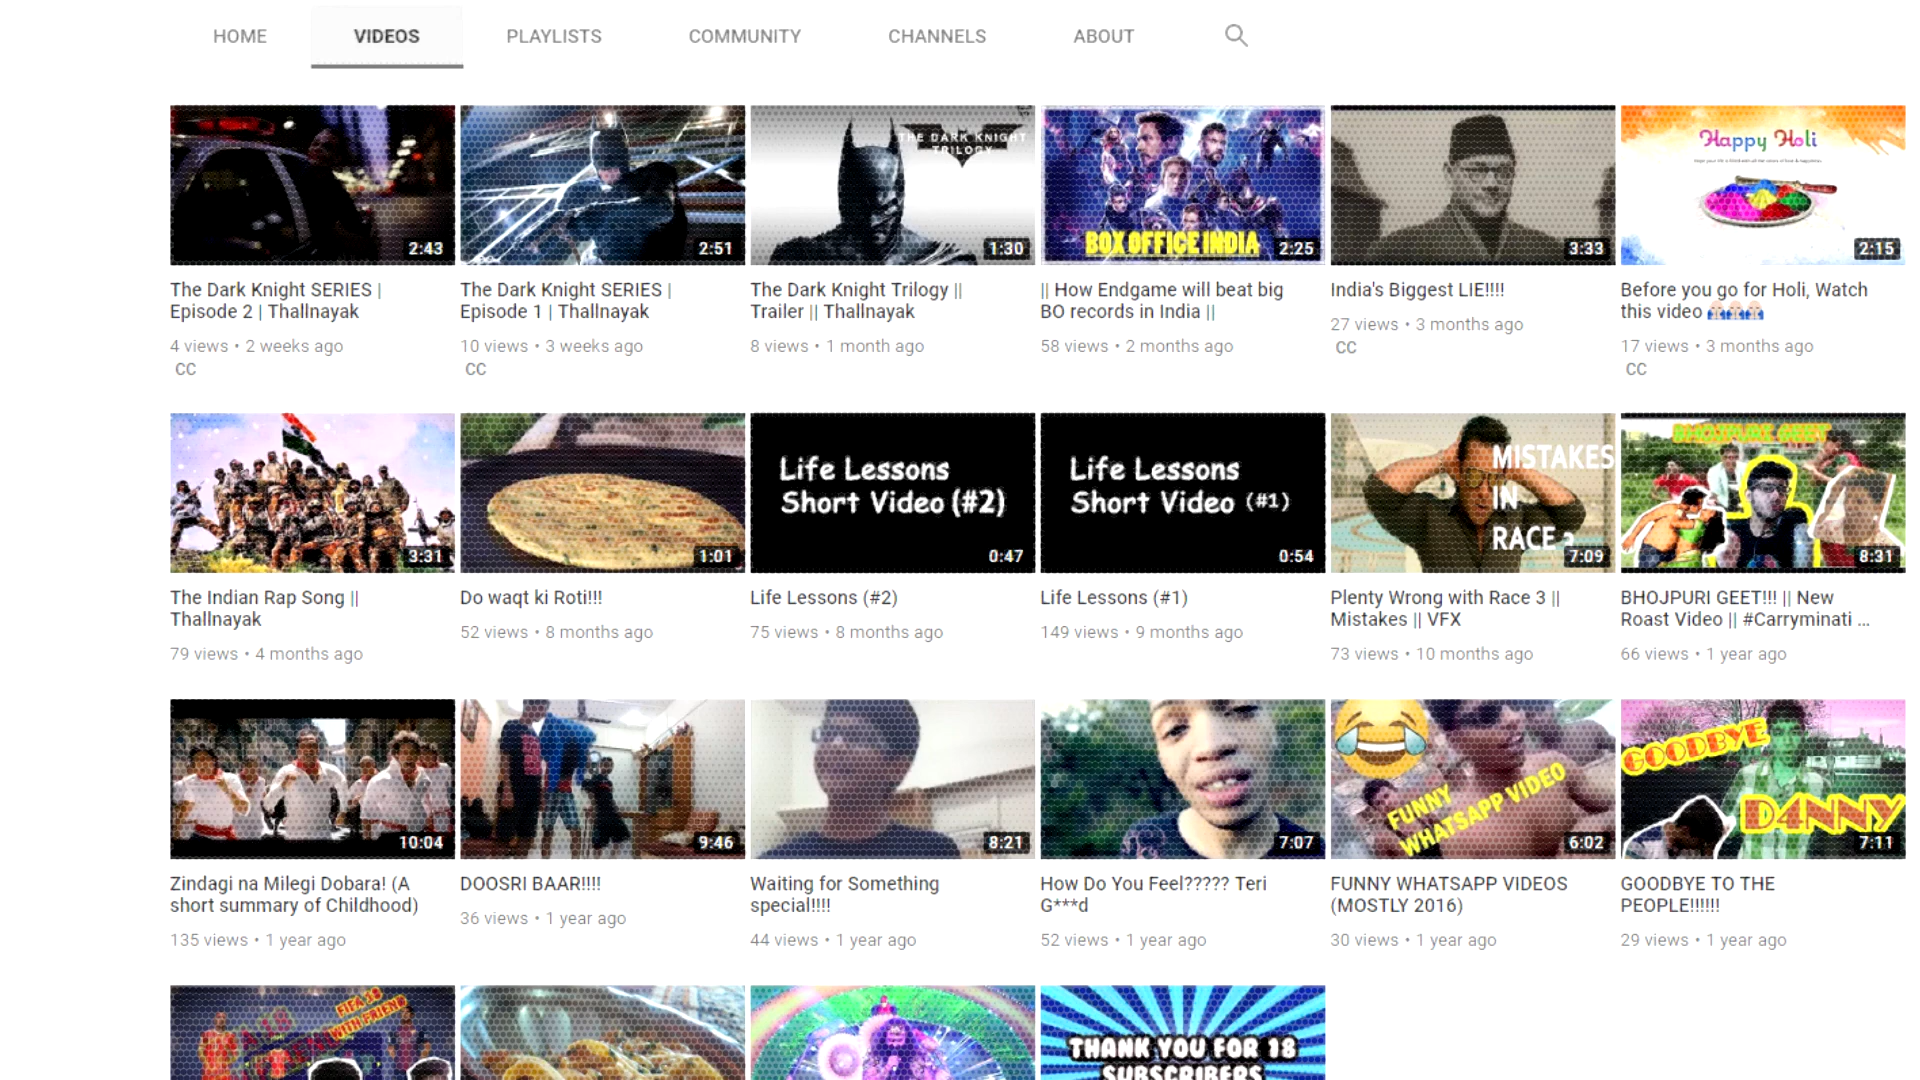 HOME VIDEOS PLAYLISTS COMMUNITY CHANNELS ABOUT
2:43
The Dark Knight SERIES |
Episode 2 | Thallnayak
4 views • 2 weeks ago
CC
2:51
The Dark Knight SERIES |
Episode 1 | Thallnayak
10 views • 3 weeks ago
CC
THE DARK KNIGHT
TRILOGY
1:30
The Dark Knight Trilogy ||
Trailer || Thallnayak
8 views • 1 month ago
BOX OFFICE INDIA
2:25
|| How Endgame will beat big
BO records in India ||
58 views • 2 months ago
3:33
India's Biggest LIE!!!!
27 views • 3 months ago
CC
Happy Holi
2:15
Before you go for Holi, Watch
this video
17 views • 3 months ago
CC
3:31
The Indian Rap Song ||
Thallnayak
79 views • 4 months ago
1:01
Do waqt ki Roti!!!
52 views • 8 months ago
Life Lessons
Short Video (#2)
0:47
Life Lessons (#2)
75 views • 8 months ago
Life Lessons
Short Video (#1)
0:54
Life Lessons (#1)
149 views • 9 months ago
MISTAKES
IN
RACE 3
7:09
Plenty Wrong with Race 3 ||
Mistakes || VFX
73 views • 10 months ago
BHOJPURI GEET
8:31
BHOJPURI GEET!!! || New
Roast Video || #Carryminati ...
66 views • 1 year ago
10:04
Zindagi na Milegi Dobara! (A
short summary of Childhood)
135 views • 1 year ago
9:46
DOOSRI BAAR!!!!
36 views • 1 year ago
8:21
Waiting for Something
special!!!!
44 views • 1 year ago
7:07
How Do You Feel????? Teri
G***d
52 views • 1 year ago
FUNNY
WHATSAPP VIDEO
6:02
FUNNY WHATSAPP VIDEOS
(MOSTLY 2016)
30 views • 1 year ago
GOODBYE
D4NNY
7:11
GOODBYE TO THE
PEOPLE!!!!!!
29 views • 1 year ago
FIFA 18
WITH FRIEND
THANK YOU FOR 18
SUBSCRIBERS